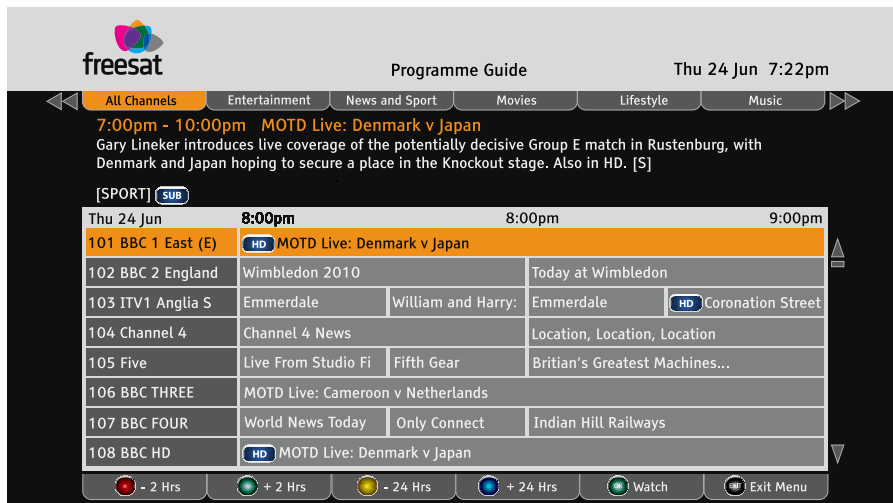 freesat
Programme Guide
Thu 24 Jun 7:22pm
All Channels Entertainment News and Sport Movies Lifestyle Music
7:00pm - 10:00pm MOTD Live: Denmark v Japan
Gary Lineker introduces live coverage of the potentially decisive Group E match in Rustenburg, with
Denmark and Japan hoping to secure a place in the Knockout stage. Also in HD. [S]
[SPORT] SUB
Thu 24 Jun 8:00pm 8:00pm 9:00pm
101 BBC 1 East (E) HD MOTD Live: Denmark v Japan
102 BBC 2 England Wimbledon 2010 Today at Wimbledon
103 ITV1 Anglia S Emmerdale William and Harry: Emmerdale HD Coronation Street
104 Channel 4 Channel 4 News Location, Location, Location
105 Five Live From Studio Fi Fifth Gear Britian's Greatest Machines...
106 BBC THREE MOTD Live: Cameroon v Netherlands
107 BBC FOUR World News Today Only Connect Indian Hill Railways
108 BBC HD HD MOTD Live: Denmark v Japan
- 2 Hrs + 2 Hrs - 24 Hrs + 24 Hrs OK Watch EXIT Exit Menu